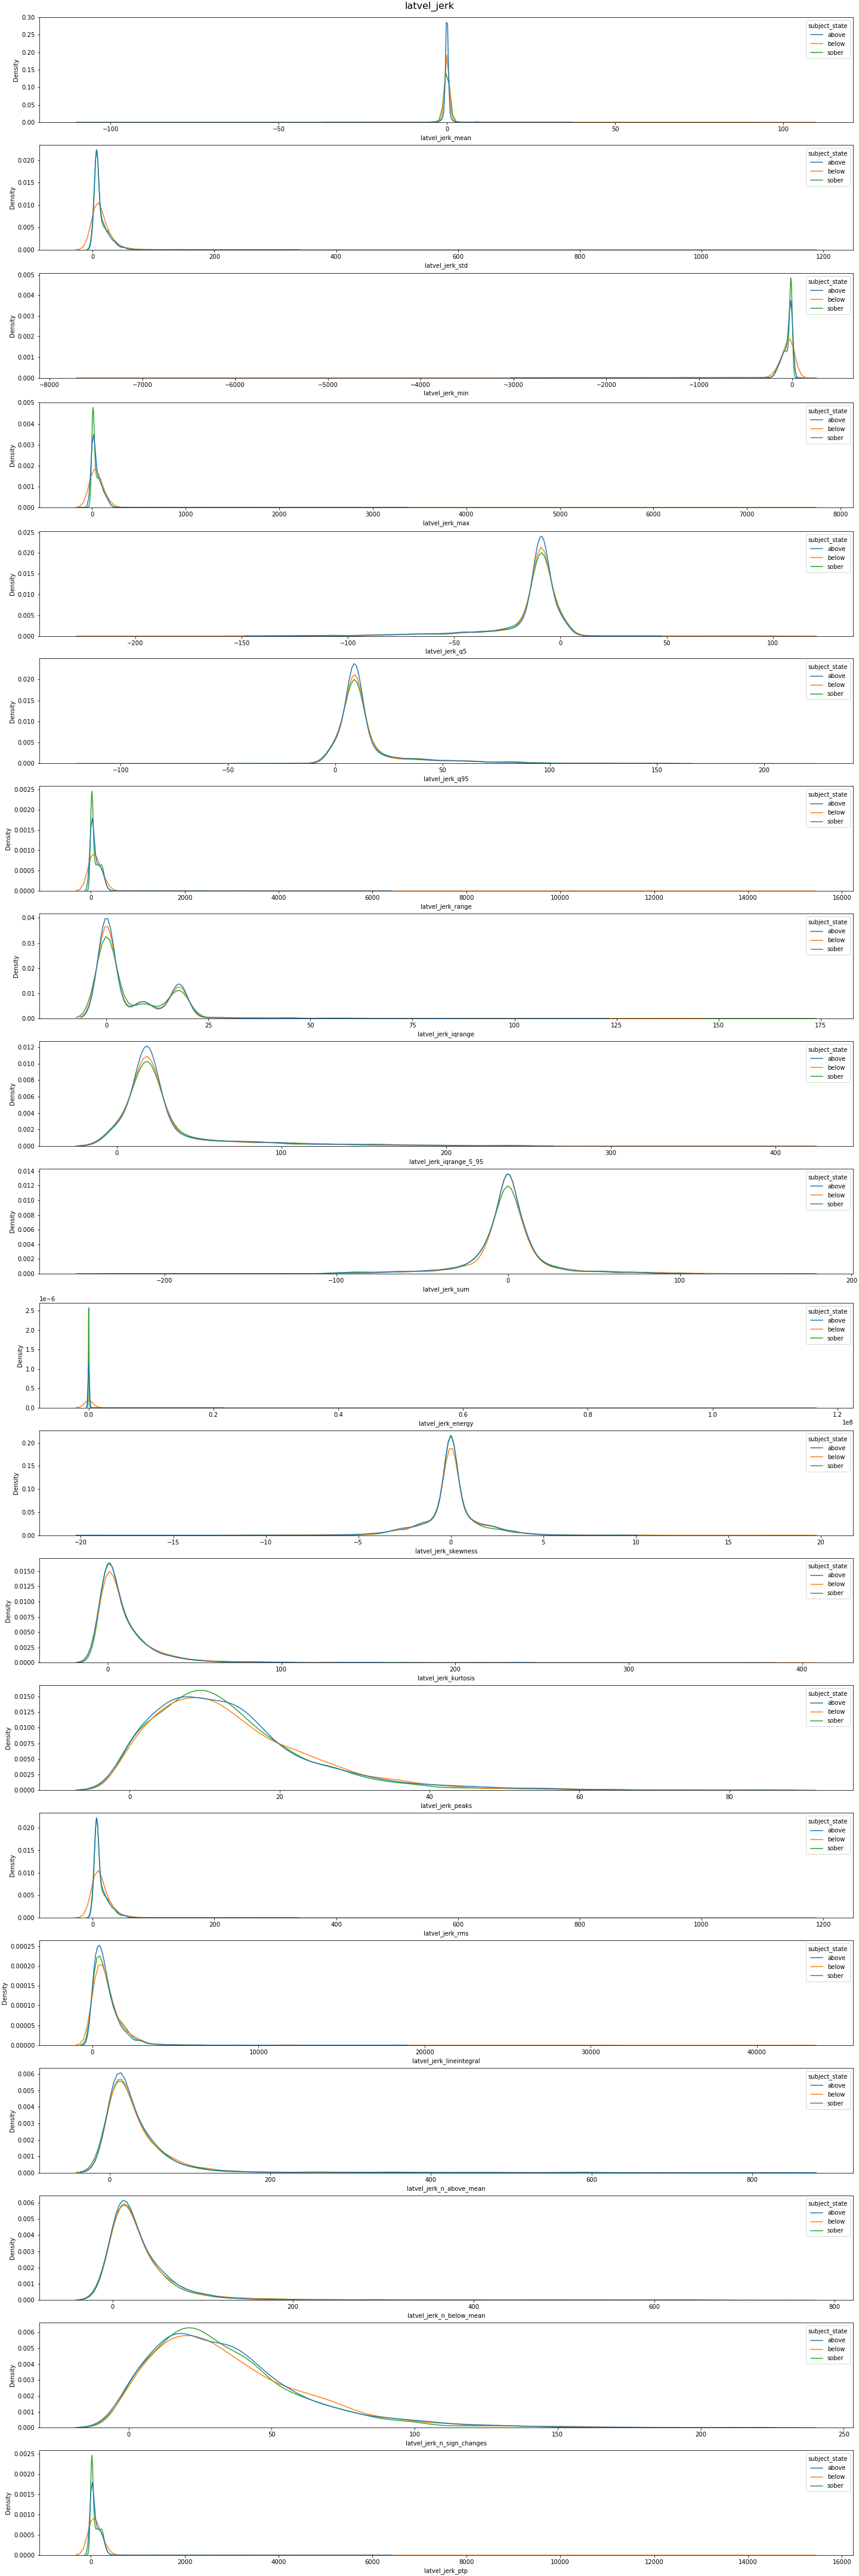 latvel_jerk
subject_state
above
below
sober
Density
0.30
0.25
0.20
0.15
0.10
0.05
0.00
−100 −50 0 50 100
latvel_jerk_mean
subject_state
above
below
sober
Density
0.020
0.015
0.010
0.005
0.000
0 200 400 600 800 1000 1200
latvel_jerk_std
subject_state
above
below
sober
Density
0.005
0.004
0.003
0.002
0.001
0.000
−8000 −7000 −6000 −5000 −4000 −3000 −2000 −1000 0
latvel_jerk_min
subject_state
above
below
sober
Density
0.005
0.004
0.003
0.002
0.001
0.000
0 1000 2000 3000 4000 5000 6000 7000 8000
latvel_jerk_max
subject_state
above
below
sober
Density
0.025
0.020
0.015
0.010
0.005
0.000
−200 −150 −100 −50 0 50 100
latvel_jerk_q5
subject_state
above
below
sober
Density
0.020
0.015
0.010
0.005
0.000
−100 −50 0 50 100 150 200
latvel_jerk_q95
subject_state
above
below
sober
Density
0.0025
0.0020
0.0015
0.0010
0.0005
0.0000
0 2000 4000 6000 8000 10000 12000 14000 16000
latvel_jerk_range
subject_state
above
below
sober
Density
0.04
0.03
0.02
0.01
0.00
0 25 50 75 100 125 150 175
latvel_jerk_iqrange
subject_state
above
below
sober
Density
0.012
0.010
0.008
0.006
0.004
0.002
0.000
0 100 200 300 400
latvel_jerk_iqrange_5_95
subject_state
above
below
sober
Density
0.014
0.012
0.010
0.008
0.006
0.004
0.002
0.000
−200 −100 0 100 200
latvel_jerk_sum
1e−6
subject_state
above
below
sober
Density
2.5
2.0
1.5
1.0
0.5
0.0
0.0 0.2 0.4 0.6 0.8 1.0 1.2
1e8
latvel_jerk_energy
subject_state
above
below
sober
Density
0.20
0.15
0.10
0.05
0.00
−20 −15 −10 −5 0 5 10 15 20
latvel_jerk_skewness
subject_state
above
below
sober
Density
0.0150
0.0125
0.0100
0.0075
0.0050
0.0025
0.0000
0 100 200 300 400
latvel_jerk_kurtosis
subject_state
above
below
sober
Density
0.0150
0.0125
0.0100
0.0075
0.0050
0.0025
0.0000
0 20 40 60 80
latvel_jerk_peaks
subject_state
above
below
sober
Density
0.020
0.015
0.010
0.005
0.000
0 200 400 600 800 1000 1200
latvel_jerk_rms
subject_state
above
below
sober
Density
0.00025
0.00020
0.00015
0.00010
0.00005
0.00000
0 10000 20000 30000 40000
latvel_jerk_lineintegral
subject_state
above
below
sober
Density
0.006
0.005
0.004
0.003
0.002
0.001
0.000
0 200 400 600 800
latvel_jerk_n_above_mean
subject_state
above
below
sober
Density
0.006
0.005
0.004
0.003
0.002
0.001
0.000
0 200 400 600 800
latvel_jerk_n_below_mean
subject_state
above
below
sober
Density
0.006
0.005
0.004
0.003
0.002
0.001
0.000
0 50 100 150 200 250
latvel_jerk_n_sign_changes
subject_state
above
below
sober
Density
0.0025
0.0020
0.0015
0.0010
0.0005
0.0000
0 2000 4000 6000 8000 10000 12000 14000 16000
latvel_jerk_ptp